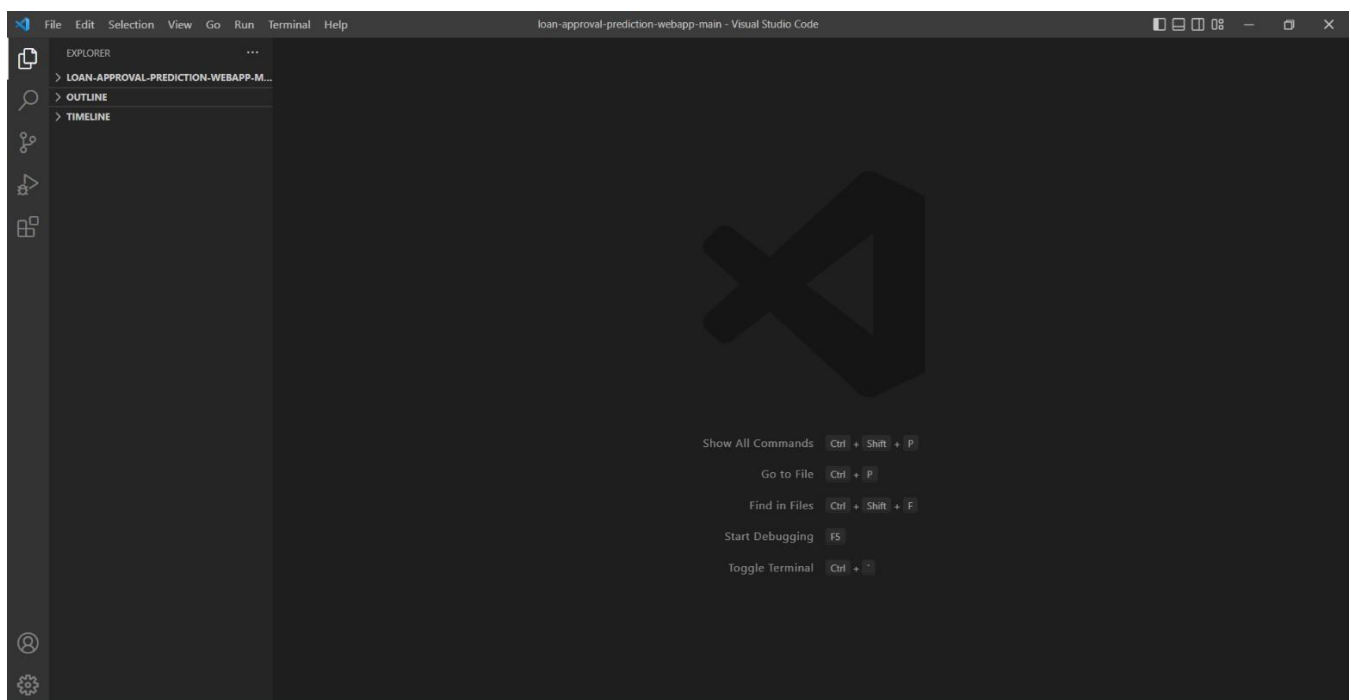 File Edit Selection View Go Run Terminal Help
loan-approval-prediction-webapp-main - Visual Studio Code
EXPLORER
LOAN-APPROVAL-PREDICTION-WEBAPP-M...
OUTLINE
TIMELINE
Show All Commands Ctrl + Shift + P
Go to File Ctrl + P
Find in Files Ctrl + Shift + F
Start Debugging F5
Toggle Terminal Ctrl + `